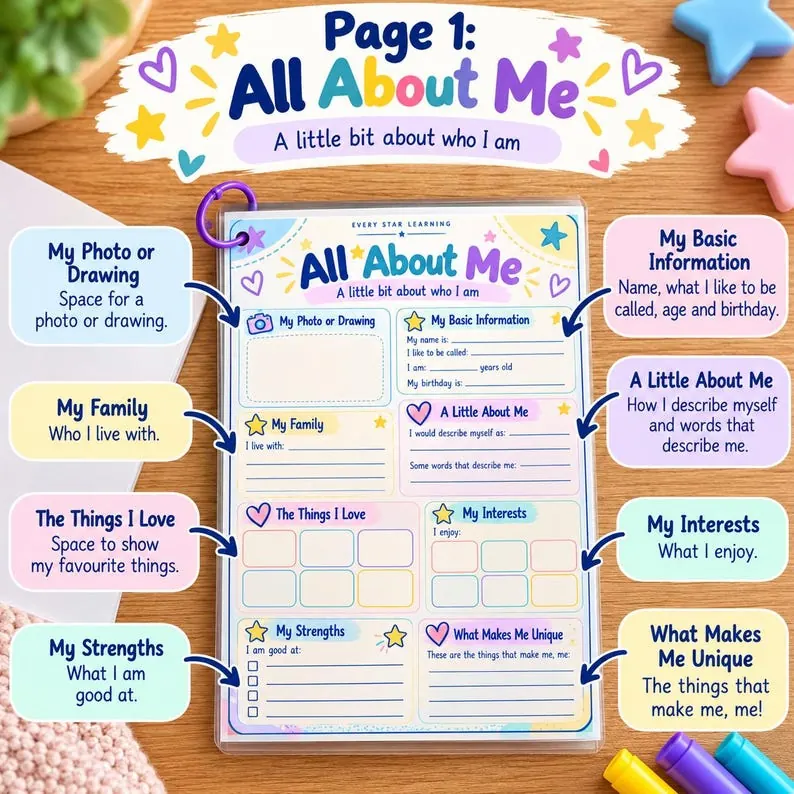 Page 1:
All About Me
A little bit about who I am
My Photo or
Drawing
Space for a
photo or drawing.
My Family
Who I live with.
The Things I Love
Space to show
my favourite things.
My Strengths
What I am
good at.
EVERY STAR LEARNING
All About Me
A little bit about who I am
My Photo or Drawing
My Basic Information
My name is:
I like to be called:
I am: years old
My birthday is:
My Family
I live with:
A Little About Me
I would describe myself as:
Some words that describe me:
The Things I Love
My Interests
I enjoy:
My Strengths
I am good at:
What Makes Me Unique
These are the things that make me, me:
My Basic
Information
Name, what I like to be
called, age and birthday.
A Little About Me
How I describe myself
and words that
describe me.
My Interests
What I enjoy.
What Makes
Me Unique
The things that
make me, me!